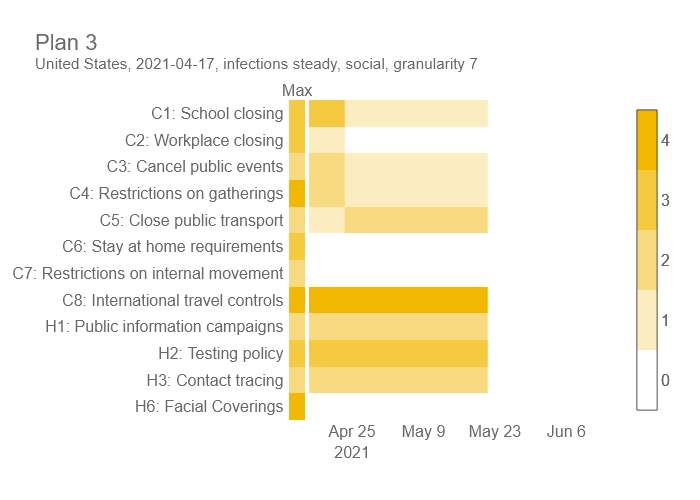 Plan 3
United States, 2021-04-17, infections steady, social, granularity 7
Max
C1: School closing
C2: Workplace closing
C3: Cancel public events
C4: Restrictions on gatherings
C5: Close public transport
C6: Stay at home requirements
C7: Restrictions on internal movement
C8: International travel controls
H1: Public information campaigns
H2: Testing policy
H3: Contact tracing
H6: Facial Coverings
Apr 25 May 9 May 23 Jun 6
2021
4
3
2
1
0